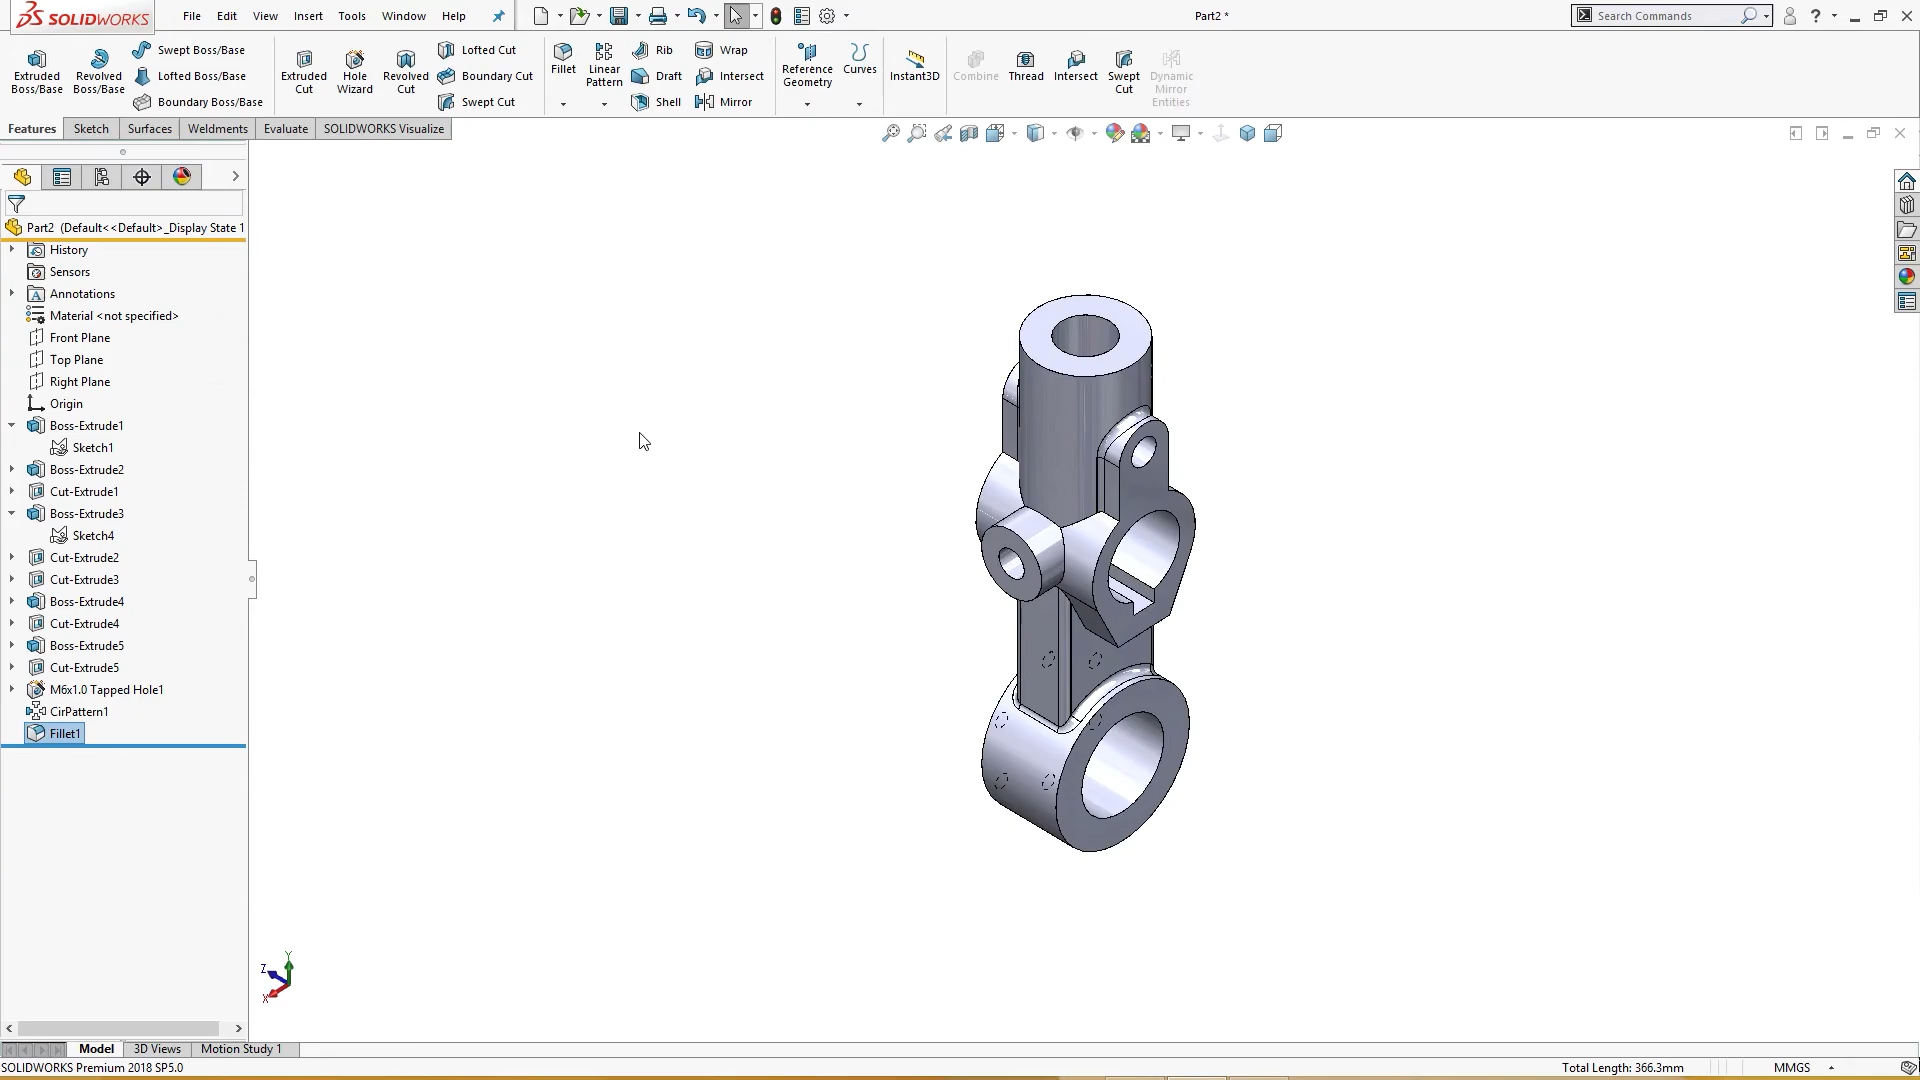 SOLIDWORKS File Edit View Insert Tools Window Help Part2 * Search Commands
Extruded Boss/Base
Revolved Boss/Base
Swept Boss/Base
Lofted Boss/Base
Boundary Boss/Base
Extruded Cut
Hole Wizard
Revolved Cut
Lofted Cut
Boundary Cut
Swept Cut
Fillet
Linear Pattern
Rib
Draft
Shell
Wrap
Intersect
Mirror
Reference Geometry
Curves
Instant3D
Combine
Thread
Intersect
Swept Cut
Dynamic Mirror Entities
Features Sketch Surfaces Weldments Evaluate SOLIDWORKS Visualize
Part2 (Default<<Default>_Display State 1
History
Sensors
Annotations
Material <not specified>
Front Plane
Top Plane
Right Plane
Origin
Boss-Extrude1
Sketch1
Boss-Extrude2
Cut-Extrude1
Boss-Extrude3
Sketch4
Cut-Extrude2
Cut-Extrude3
Boss-Extrude4
Cut-Extrude4
Boss-Extrude5
Cut-Extrude5
M6x1.0 Tapped Hole1
CirPattern1
Fillet1
Y
Z
X
Model 3D Views Motion Study 1
SOLIDWORKS Premium 2018 SP5.0 Total Length: 366.3mm MMGS